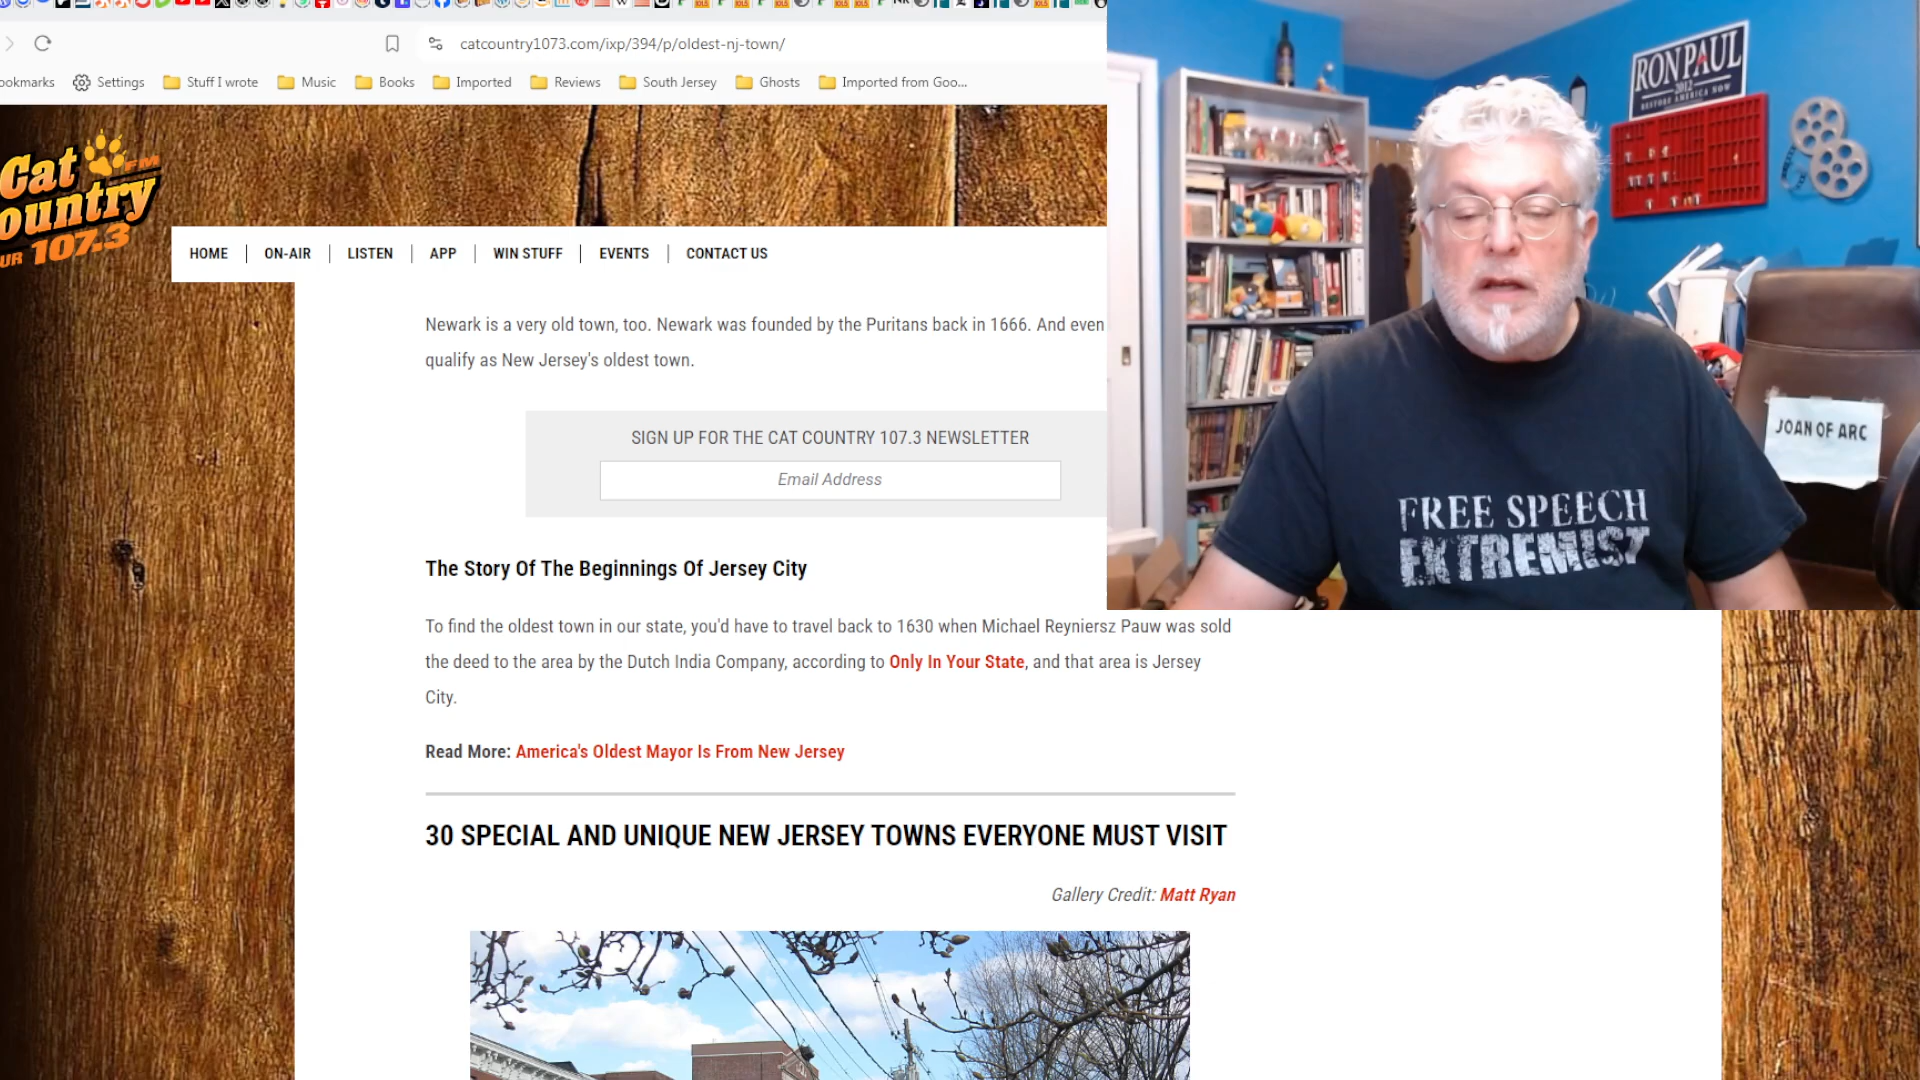 catcountry1073.com/ixp/394/p/oldest-nj-town/
ookmarks Settings Stuff I wrote Music Books Imported Reviews South Jersey Ghosts Imported from Goo...
Cat
ountry
FM
UR 107.3
HOME ON-AIR LISTEN APP WIN STUFF EVENTS CONTACT US
Newark is a very old town, too. Newark was founded by the Puritans back in 1666. And even
qualify as New Jersey's oldest town.
SIGN UP FOR THE CAT COUNTRY 107.3 NEWSLETTER
Email Address
The Story Of The Beginnings Of Jersey City
To find the oldest town in our state, you'd have to travel back to 1630 when Michael Reyniersz Pauw was sold
the deed to the area by the Dutch India Company, according to Only In Your State, and that area is Jersey
City.
Read More: America's Oldest Mayor Is From New Jersey
30 SPECIAL AND UNIQUE NEW JERSEY TOWNS EVERYONE MUST VISIT
Gallery Credit: Matt Ryan
RON PAUL
2012
RESTORE AMERICA NOW
JOAN OF ARC
FREE SPEECH
EXTREMIST